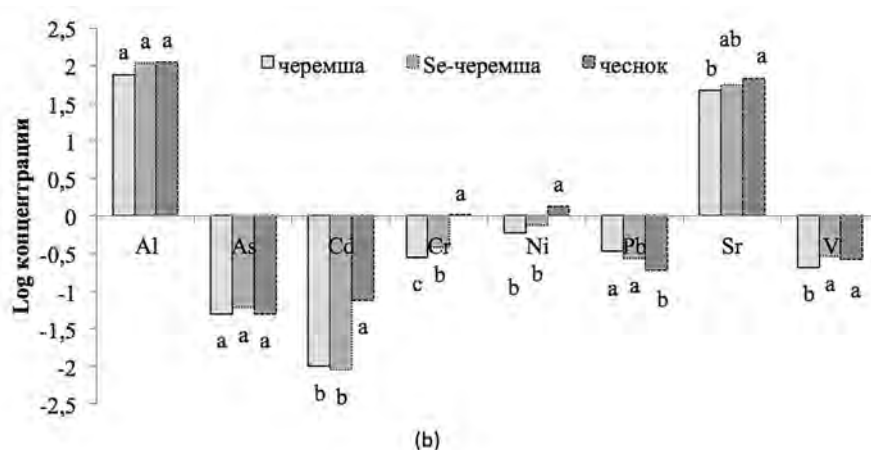 2,5
2
1,5
1
0,5
0
-0,5
-1
-1,5
-2
-2,5
Log концентрации
черемша Se-черемша чеснок
a a a
b ab a
a
a
Al As Cd Cr Ni Pb Sr V
c b
b b
a a b
b a a
a a a
a
b b
(b)